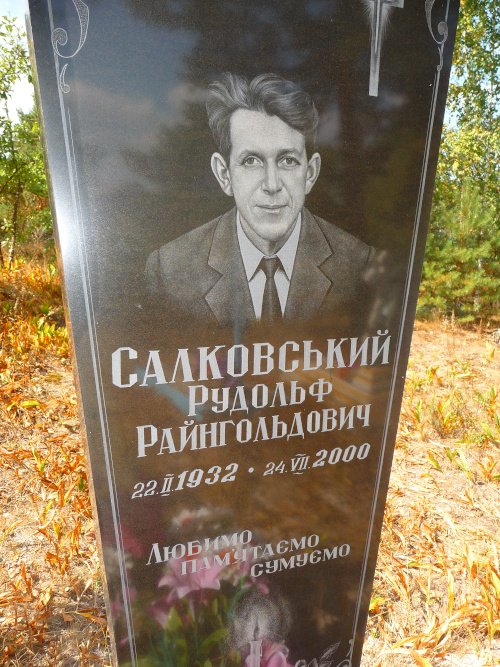 САЛКОВСЬКИЙ
РУДОЛЬФ
РАЙНГОЛЬДОВИЧ
22.II.1932 · 24.VII.2000
ЛЮБИМО
ПАМ'ЯТАЄМО
СУМУЄМО